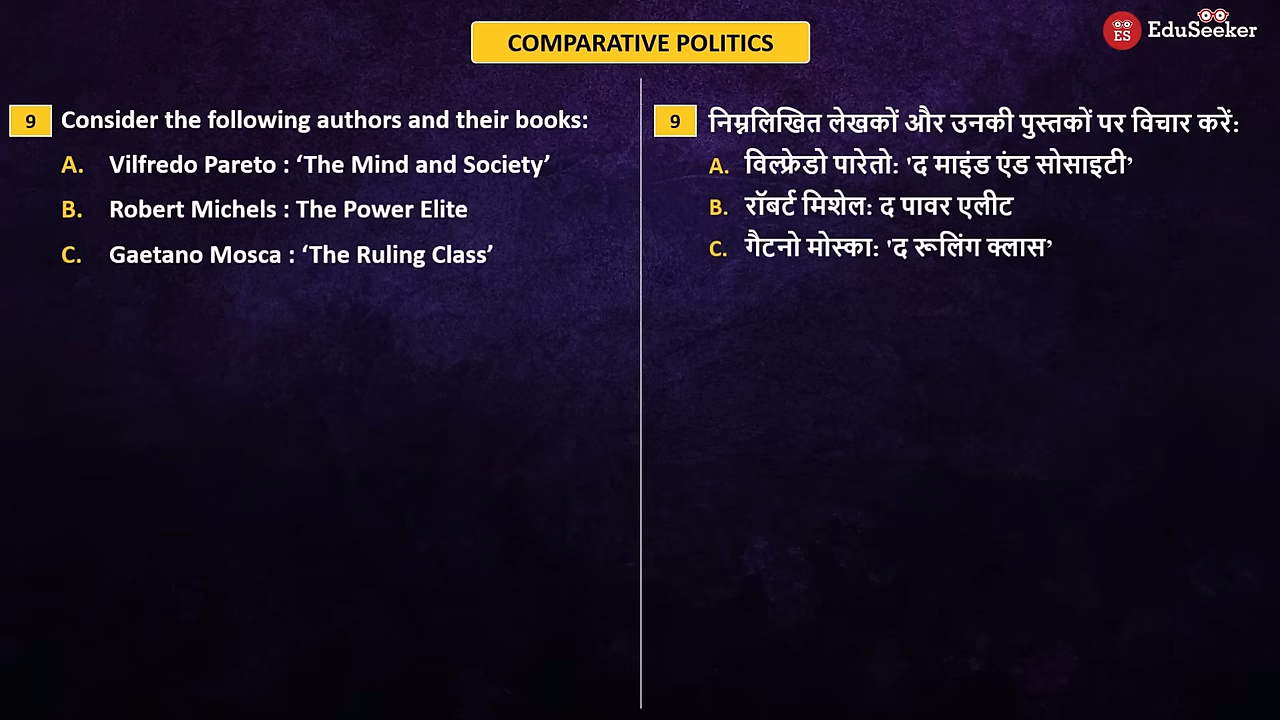 COMPARATIVE POLITICS
ES EduSeeker
9 Consider the following authors and their books:
A. Vilfredo Pareto : ‘The Mind and Society’
B. Robert Michels : The Power Elite
C. Gaetano Mosca : ‘The Ruling Class’
9 निम्नलिखित लेखकों और उनकी पुस्तकों पर विचार करें:
A. विल्फ्रेडो पारेतो: 'द माइंड एंड सोसाइटी’
B. रॉबर्ट मिशेल: द पावर एलीट
C. गैटनो मोस्का: 'द रूलिंग क्लास’